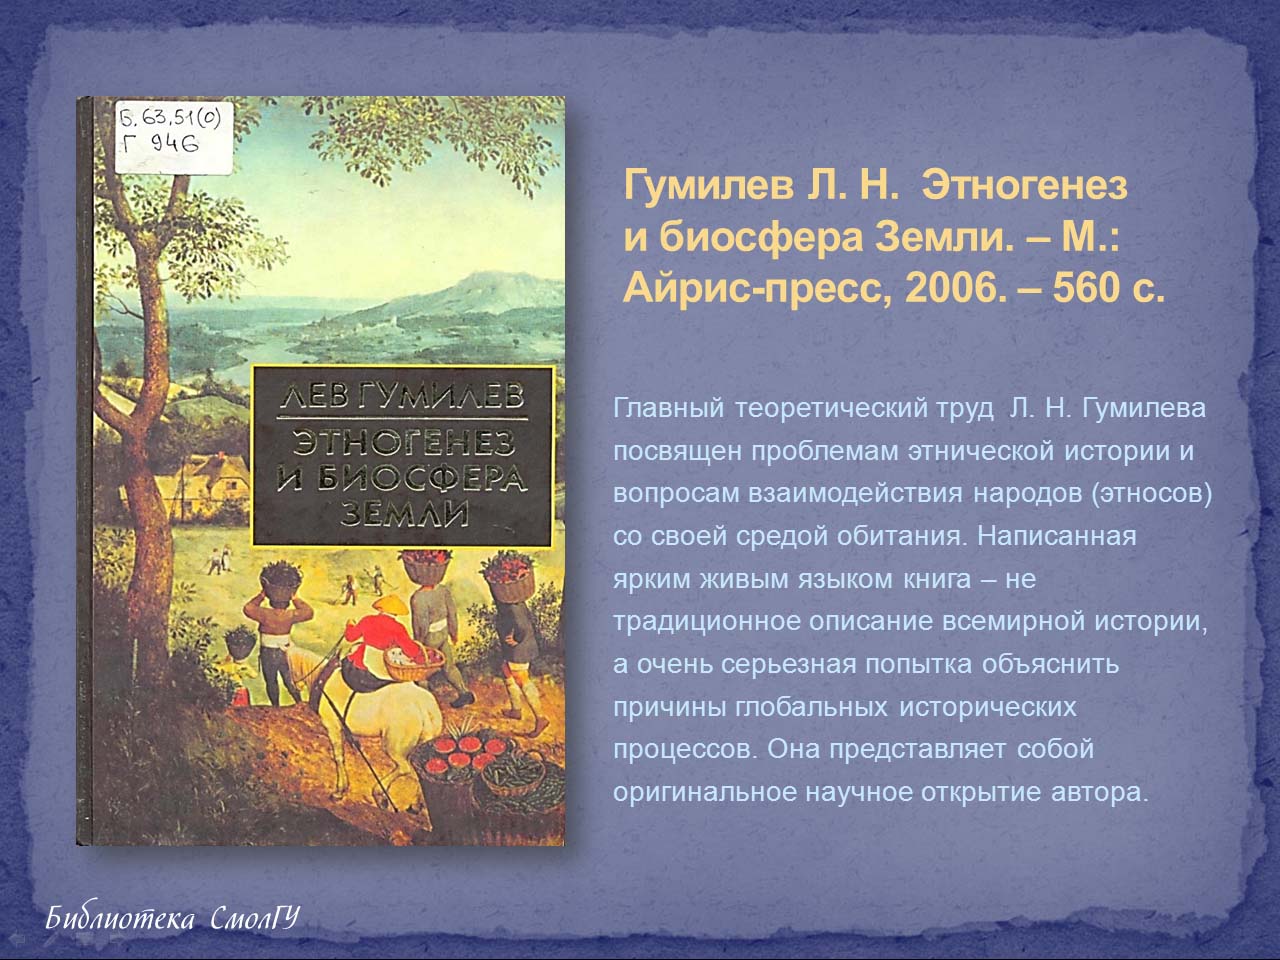 Б. 63,51(0)
Г 946
ЛЕВ ГУМИЛЕВ
ЭТНОГЕНЕЗ
И БИОСФЕРА
ЗЕМЛИ
Гумилев Л. Н. Этногенез
и биосфера Земли. – М.:
Айрис-пресс, 2006. – 560 с.
Главный теоретический труд Л. Н. Гумилева
посвящен проблемам этнической истории и
вопросам взаимодействия народов (этносов)
со своей средой обитания. Написанная
ярким живым языком книга – не
традиционное описание всемирной истории,
а очень серьезная попытка объяснить
причины глобальных исторических
процессов. Она представляет собой
оригинальное научное открытие автора.
Библиотека СмолГУ